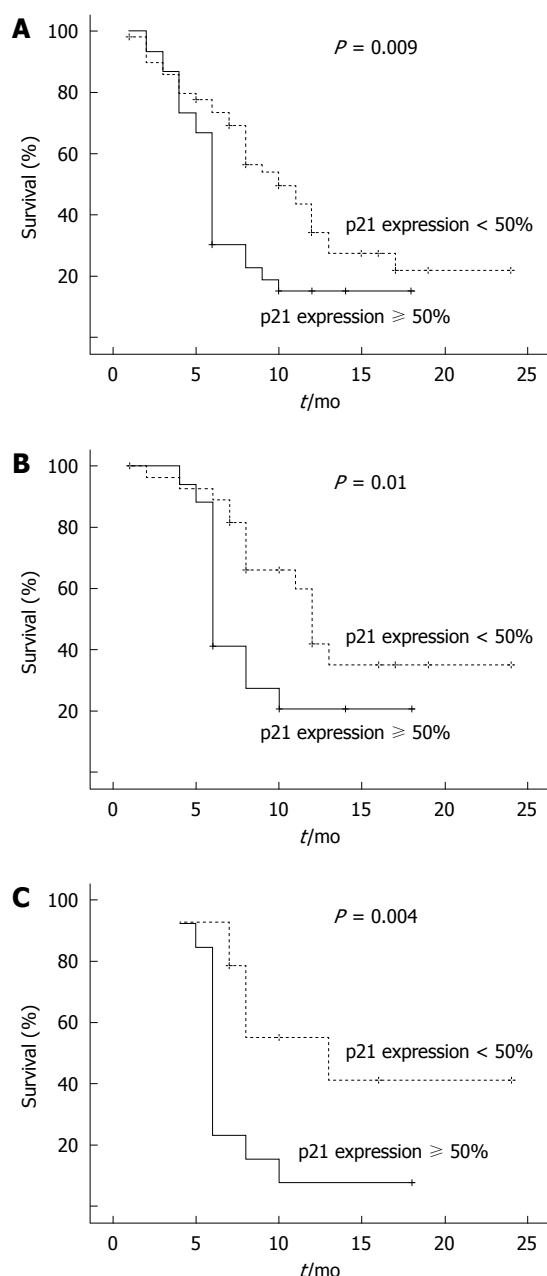 A
P = 0.009
100
80
60
40
20
Survival (%)
p21 expression < 50%
p21 expression ⩾ 50%
0 5 10 15 20 25
t/mo
B
P = 0.01
100
80
60
40
20
Survival (%)
p21 expression < 50%
p21 expression ⩾ 50%
0 5 10 15 20 25
t/mo
C
P = 0.004
100
80
60
40
20
Survival (%)
p21 expression < 50%
p21 expression ⩾ 50%
0 5 10 15 20 25
t/mo